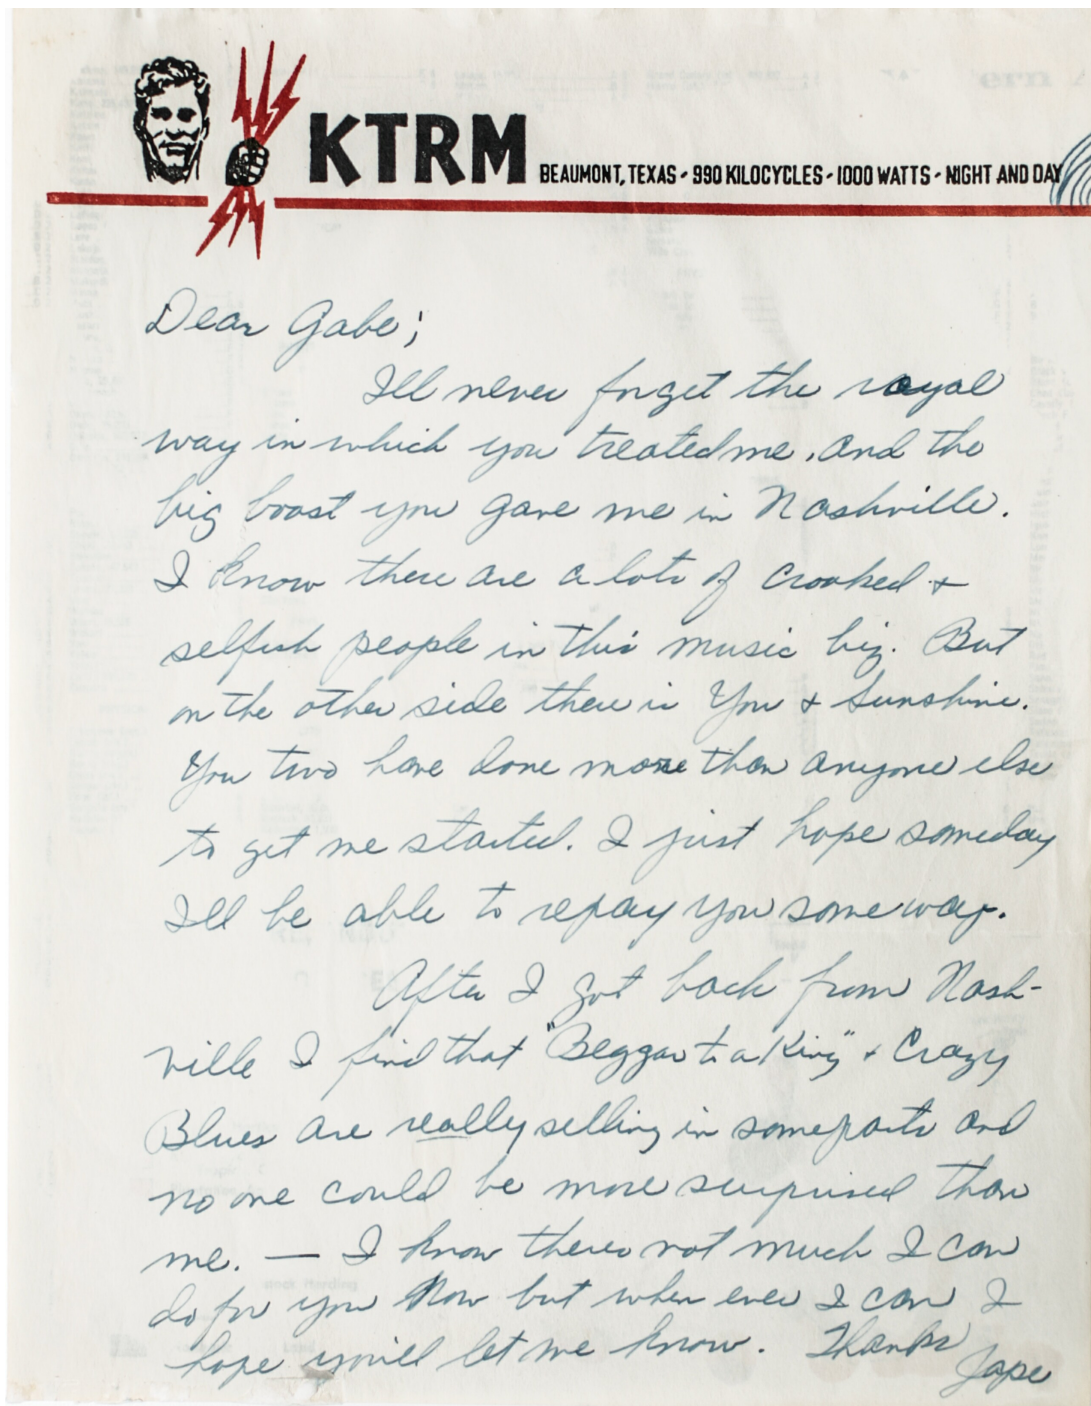 KTRM
BEAUMONT, TEXAS - 990 KILOCYCLES - 1000 WATTS - NIGHT AND DAY
Dear Gabe;
I'll never forget the royal
way in which you treated me, and the
big boost you gave me in Nashville.
I know there are a lots of crooked +
selfish people in this music biz. But
on the other side there is You + Sunshine.
You two have done more than anyone else
to get me started. I just hope someday
I'll be able to repay you some way.
After I got back from Nash-
ville I find that "Beggar to a King" + Crazy
Blues are really selling in some parts and
no one could be more surprised than
me. — I know theres not much I can
do for you Now but when ever I can I
hope you'll let me know. Thanks
Jape